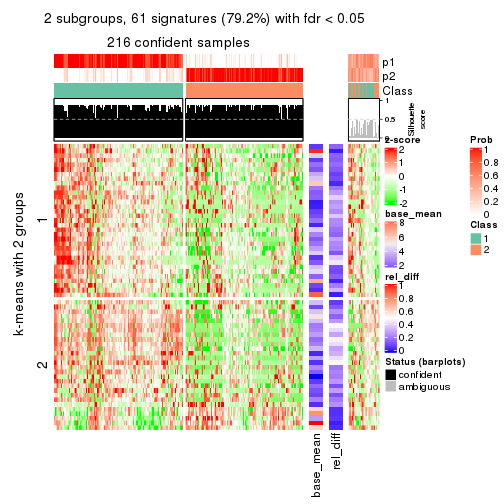 2 subgroups, 61 signatures (79.2%) with fdr < 0.05
216 confident samples
p1
p2
Class
1
0.5
0
Silhouette
score
k-means with 2 groups
1
2
base_mean
rel_diff
z-score
2
1
0
-1
-2
base_mean
8
6
4
2
rel_diff
1
0.8
0.6
0.4
0.2
0
Status (barplots)
confident
ambiguous
Prob
1
0.8
0.6
0.4
0.2
0
Class
1
2